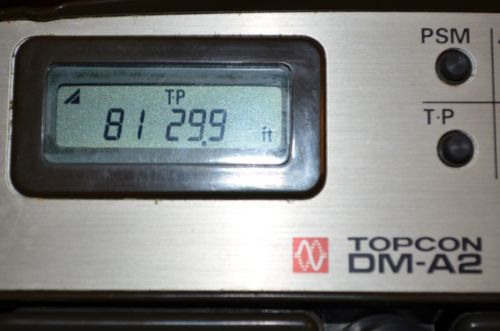 PSM
T·P
81 29.9 ft
T·P
TOPCON
DM-A2